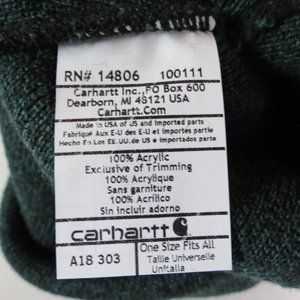 RN# 14806 100111
Carhartt Inc., PO Box 600
Dearborn, MI 48121 USA
Carhartt.Com
Made in USA of US and imported parts
Fabriqué Aux E-U des E-U et importés partie
Hecho En Los EE.UU.de US e importadas partes
100% Acrylic
Exclusive of Trimming
100% Acrylique
Sans garniture
100% Acrílico
Sin incluir adorno
carhartt
A18 303
One Size Fits All
Taille Universelle
Unitalla